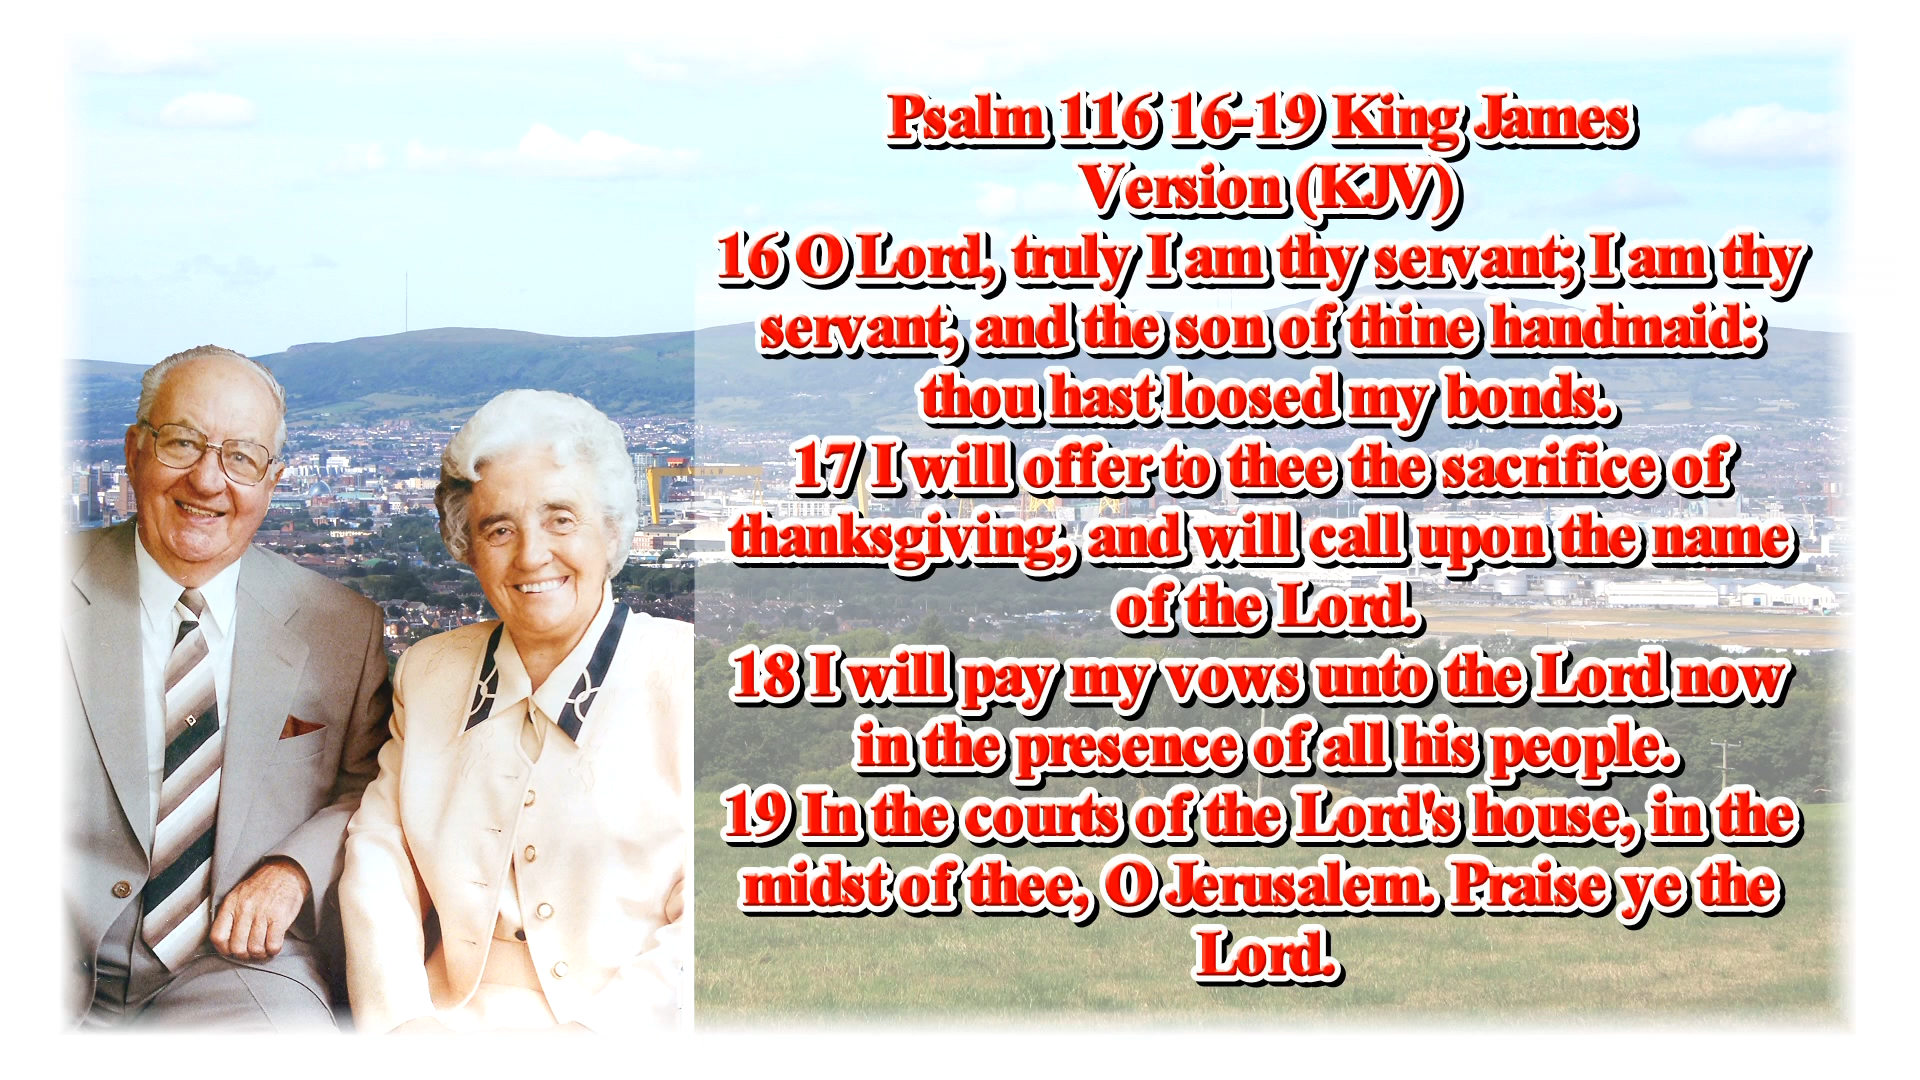 Psalm 116 16-19 King James
Version (KJV)
16 O Lord, truly I am thy servant; I am thy
servant, and the son of thine handmaid:
thou hast loosed my bonds.
17 I will offer to thee the sacrifice of
thanksgiving, and will call upon the name
of the Lord.
18 I will pay my vows unto the Lord now
in the presence of all his people.
19 In the courts of the Lord's house, in the
midst of thee, O Jerusalem. Praise ye the
Lord.